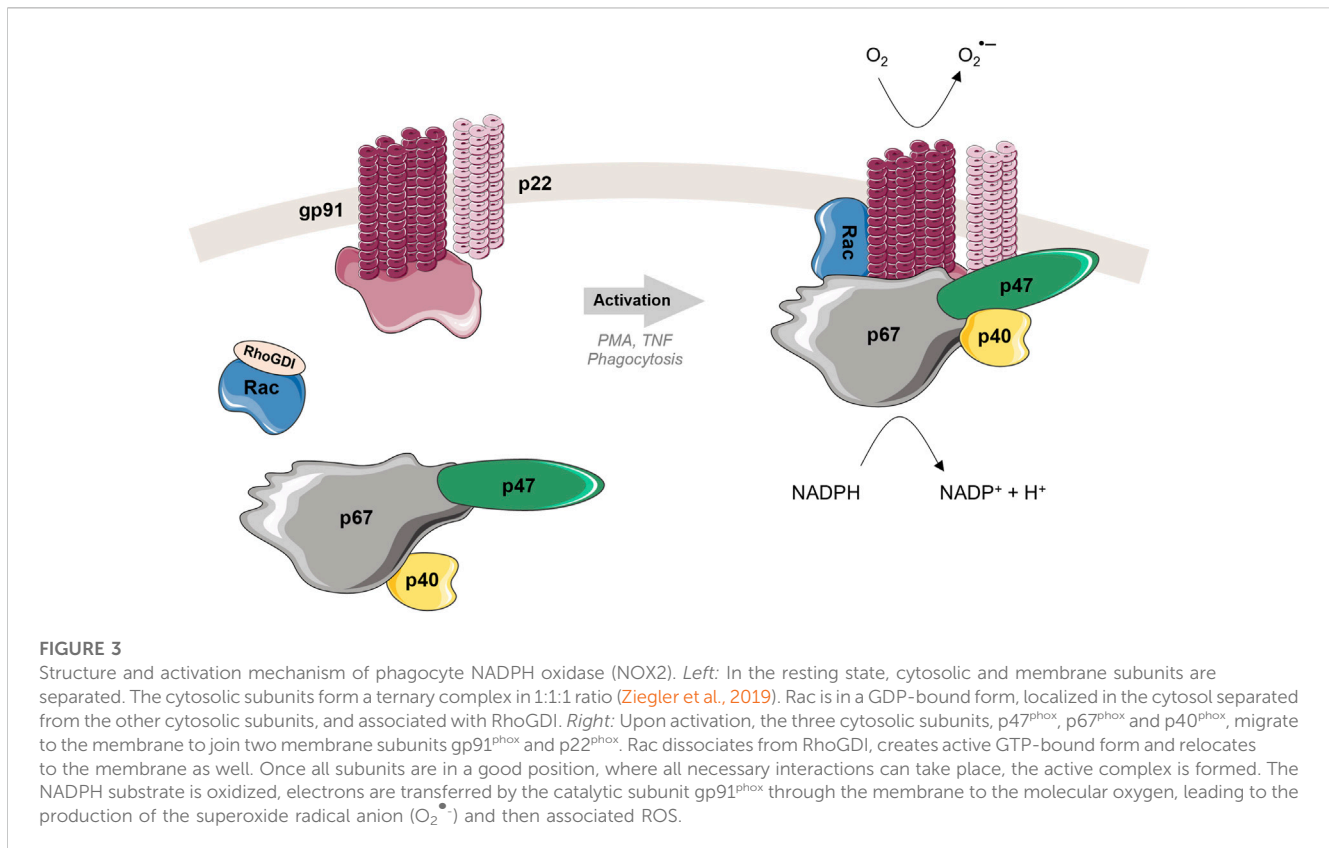 O₂
O₂•–
p22
gp91
Rac
p47
Activation
p67
p40
PMA, TNF
Phagocytosis
RhoGDI
Rac
p47
NADPH
NADP⁺ + H⁺
p67
p40
FIGURE 3
Structure and activation mechanism of phagocyte NADPH oxidase (NOX2). Left: In the resting state, cytosolic and membrane subunits are
separated. The cytosolic subunits form a ternary complex in 1:1:1 ratio (Ziegler et al., 2019). Rac is in a GDP-bound form, localized in the cytosol separated
from the other cytosolic subunits, and associated with RhoGDI. Right: Upon activation, the three cytosolic subunits, p47ᵖʰᵒˣ, p67ᵖʰᵒˣ and p40ᵖʰᵒˣ, migrate
to the membrane to join two membrane subunits gp91ᵖʰᵒˣ and p22ᵖʰᵒˣ. Rac dissociates from RhoGDI, creates active GTP-bound form and relocates
to the membrane as well. Once all subunits are in a good position, where all necessary interactions can take place, the active complex is formed. The
NADPH substrate is oxidized, electrons are transferred by the catalytic subunit gp91ᵖʰᵒˣ through the membrane to the molecular oxygen, leading to the
production of the superoxide radical anion (O₂•⁻) and then associated ROS.